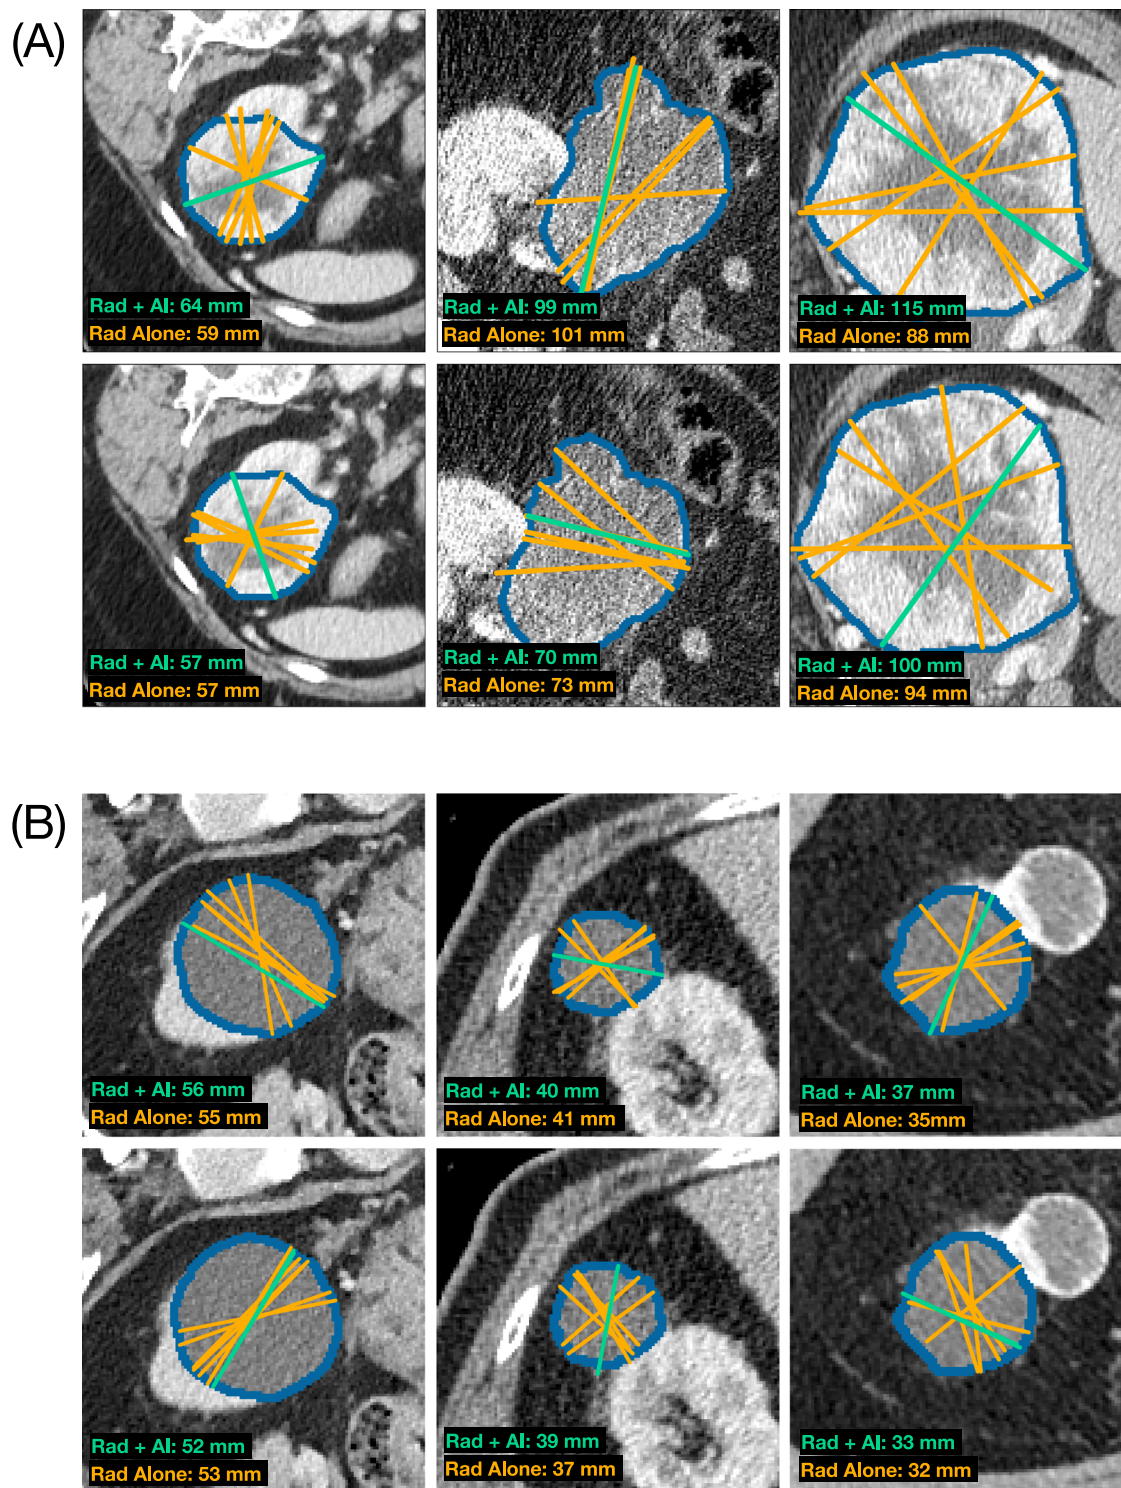 (A)
Rad + AI: 64 mm
Rad Alone: 59 mm
Rad + AI: 99 mm
Rad Alone: 101 mm
Rad + AI: 115 mm
Rad Alone: 88 mm
Rad + AI: 57 mm
Rad Alone: 57 mm
Rad + AI: 70 mm
Rad Alone: 73 mm
Rad + AI: 100 mm
Rad Alone: 94 mm
(B)
Rad + AI: 56 mm
Rad Alone: 55 mm
Rad + AI: 40 mm
Rad Alone: 41 mm
Rad + AI: 37 mm
Rad Alone: 35mm
Rad + AI: 52 mm
Rad Alone: 53 mm
Rad + AI: 39 mm
Rad Alone: 37 mm
Rad + AI: 33 mm
Rad Alone: 32 mm